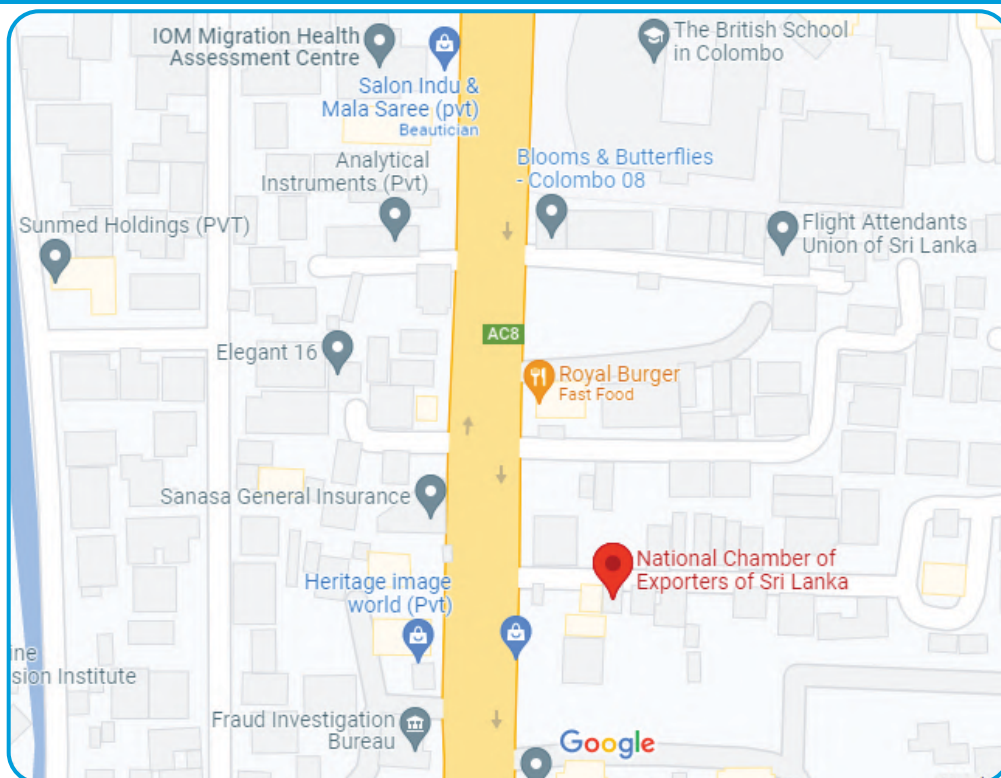 IOM Migration Health
Assessment Centre
Salon Indu &
Mala Saree (pvt)
Beautician
The British School
in Colombo
Analytical
Instruments (Pvt)
Blooms & Butterflies
- Colombo 08
Sunmed Holdings (PVT)
Flight Attendants
Union of Sri Lanka
AC8
Elegant 16
Royal Burger
Fast Food
Sanasa General Insurance
National Chamber of
Exporters of Sri Lanka
Heritage image
world (Pvt)
ine
sion Institute
Fraud Investigation
Bureau
Google